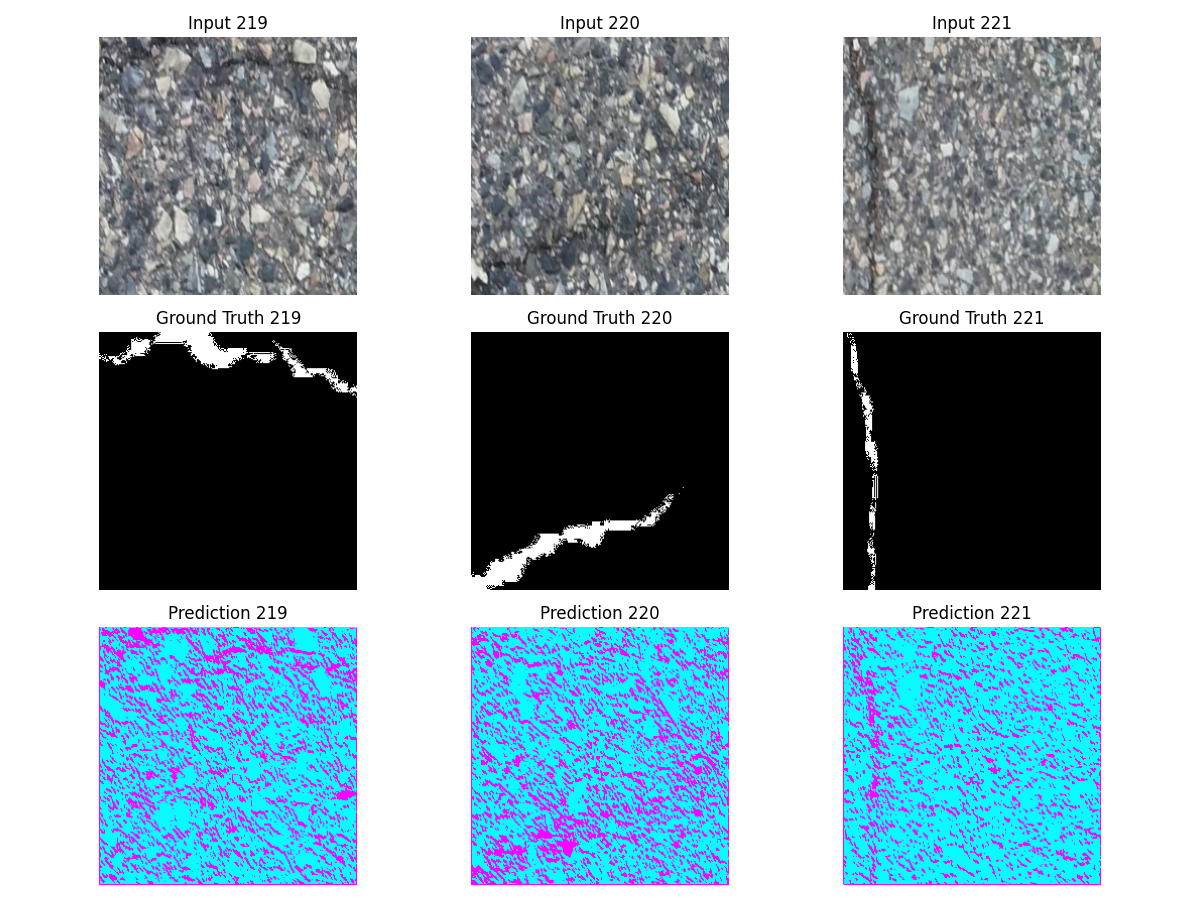 Input 219
Input 220
Input 221
Ground Truth 219
Ground Truth 220
Ground Truth 221
Prediction 219
Prediction 220
Prediction 221